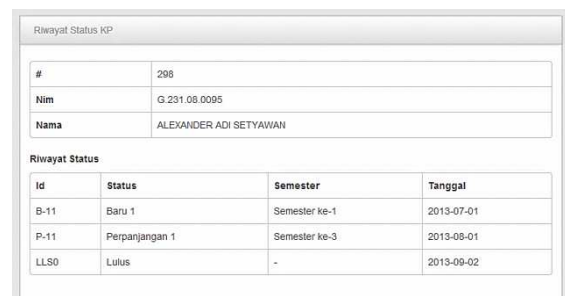 Riwayat Status KP
# 298
Nim G.231.08.0095
Nama ALEXANDER ADI SETYAWAN
Riwayat Status
Id Status Semester Tanggal
B-11 Baru 1 Semester ke-1 2013-07-01
P-11 Perpanjangan 1 Semester ke-3 2013-08-01
LLS0 Lulus - 2013-09-02